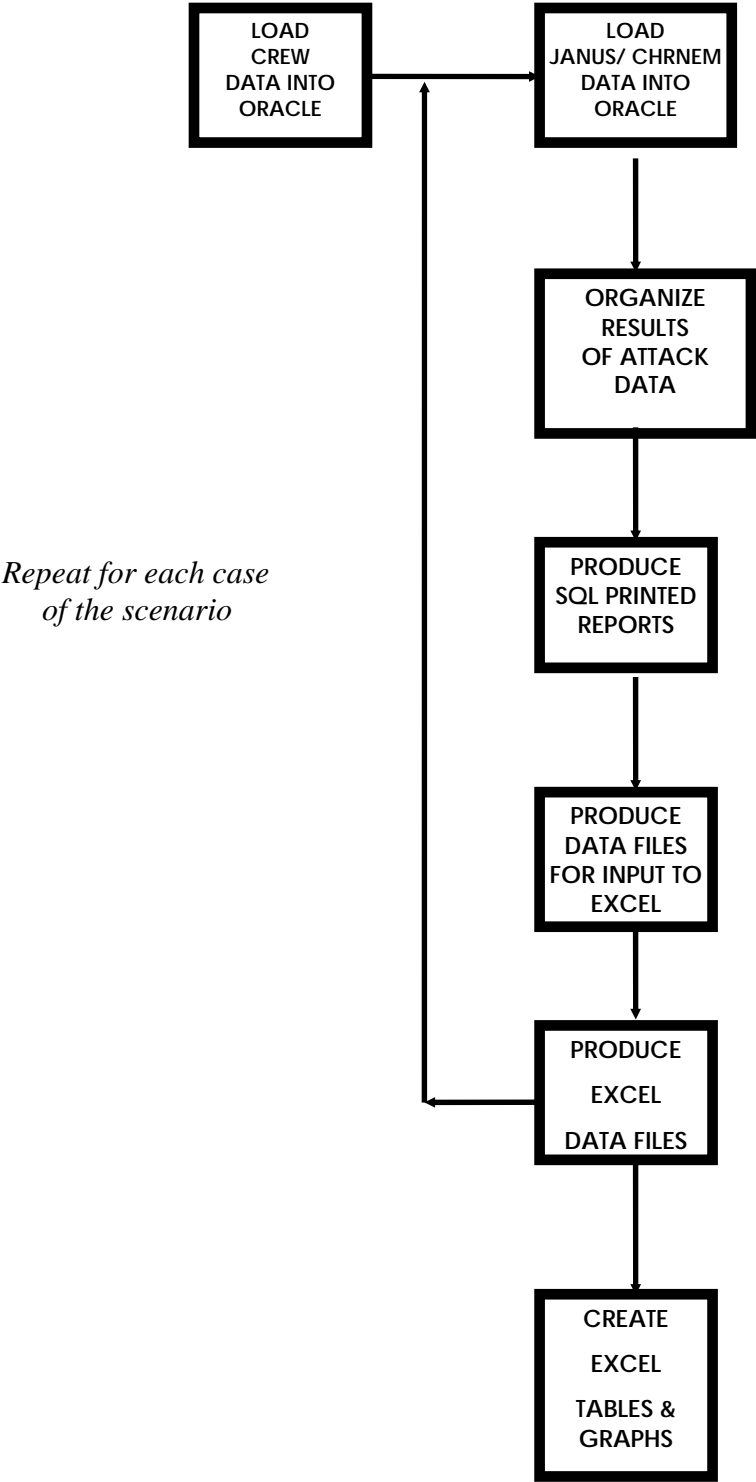 LOAD
CREW
DATA INTO
ORACLE
LOAD
JANUS/ CHRNEM
DATA INTO
ORACLE
ORGANIZE
RESULTS
OF ATTACK
DATA
Repeat for each case
of the scenario
PRODUCE
SQL PRINTED
REPORTS
PRODUCE
DATA FILES
FOR INPUT TO
EXCEL
PRODUCE
EXCEL
DATA FILES
CREATE
EXCEL
TABLES &
GRAPHS